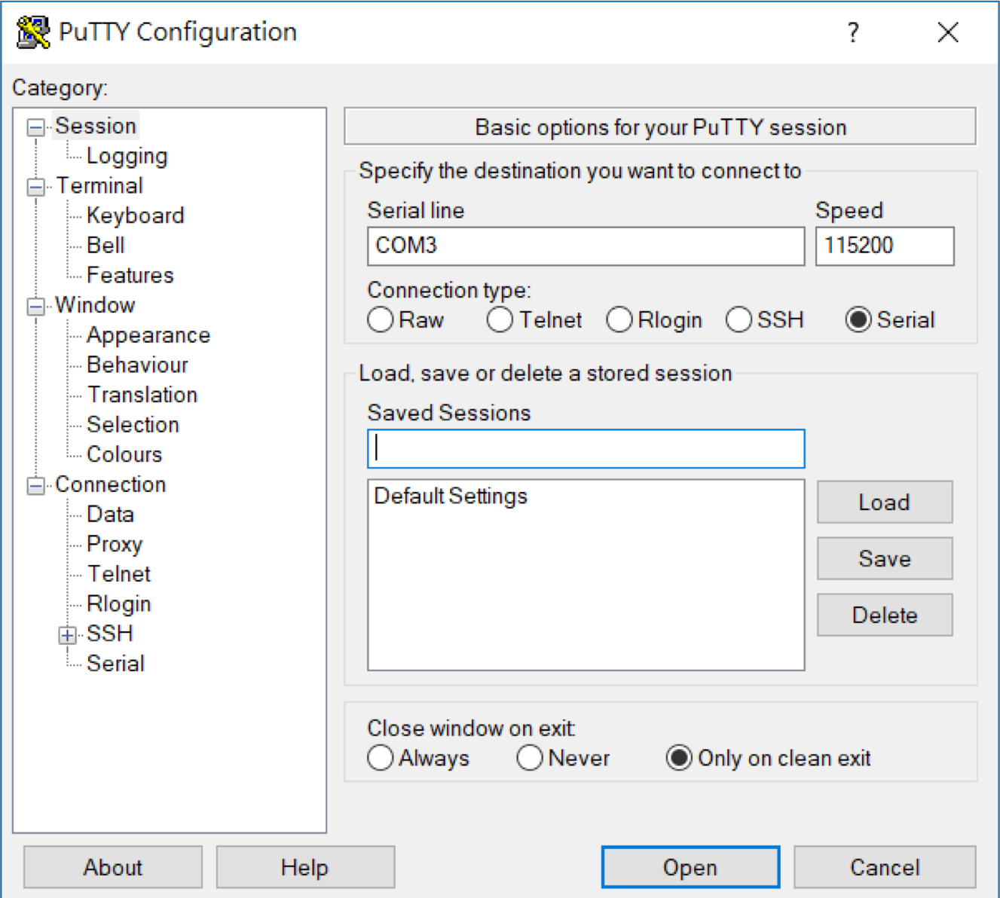 PuTTY Configuration
?
Category:
Session
Logging
Terminal
Keyboard
Bell
Features
Window
Appearance
Behaviour
Translation
Selection
Colours
Connection
Data
Proxy
Telnet
Rlogin
SSH
Serial
Basic options for your PuTTY session
Specify the destination you want to connect to
Serial line Speed
COM3 115200
Connection type:
Raw Telnet Rlogin SSH Serial
Load, save or delete a stored session
Saved Sessions
Default Settings
Load
Save
Delete
Close window on exit:
Always Never Only on clean exit
About Help Open Cancel